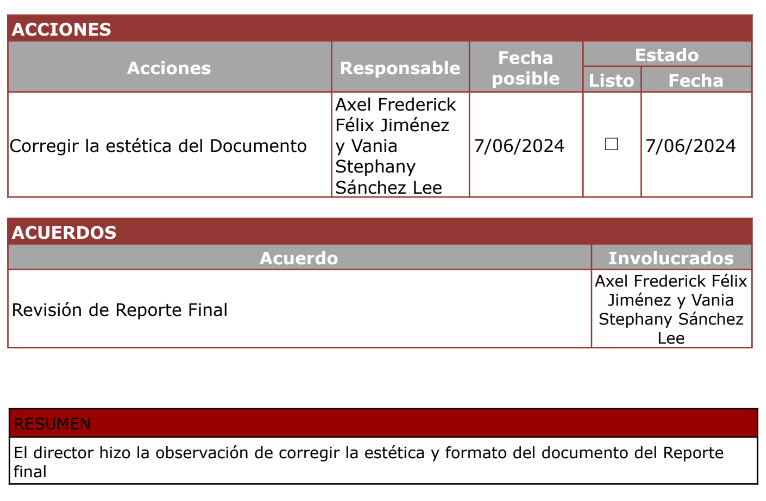 ACCIONES
Acciones
Responsable
Fecha
posible
Estado
Listo
Fecha
Corregir la estética del Documento
Axel Frederick
Félix Jiménez
y Vania
Stephany
Sánchez Lee
7/06/2024
☐
7/06/2024
ACUERDOS
Acuerdo
Involucrados
Revisión de Reporte Final
Axel Frederick Félix
Jiménez y Vania
Stephany Sánchez
Lee
RESUMEN
El director hizo la observación de corregir la estética y formato del documento del Reporte
final